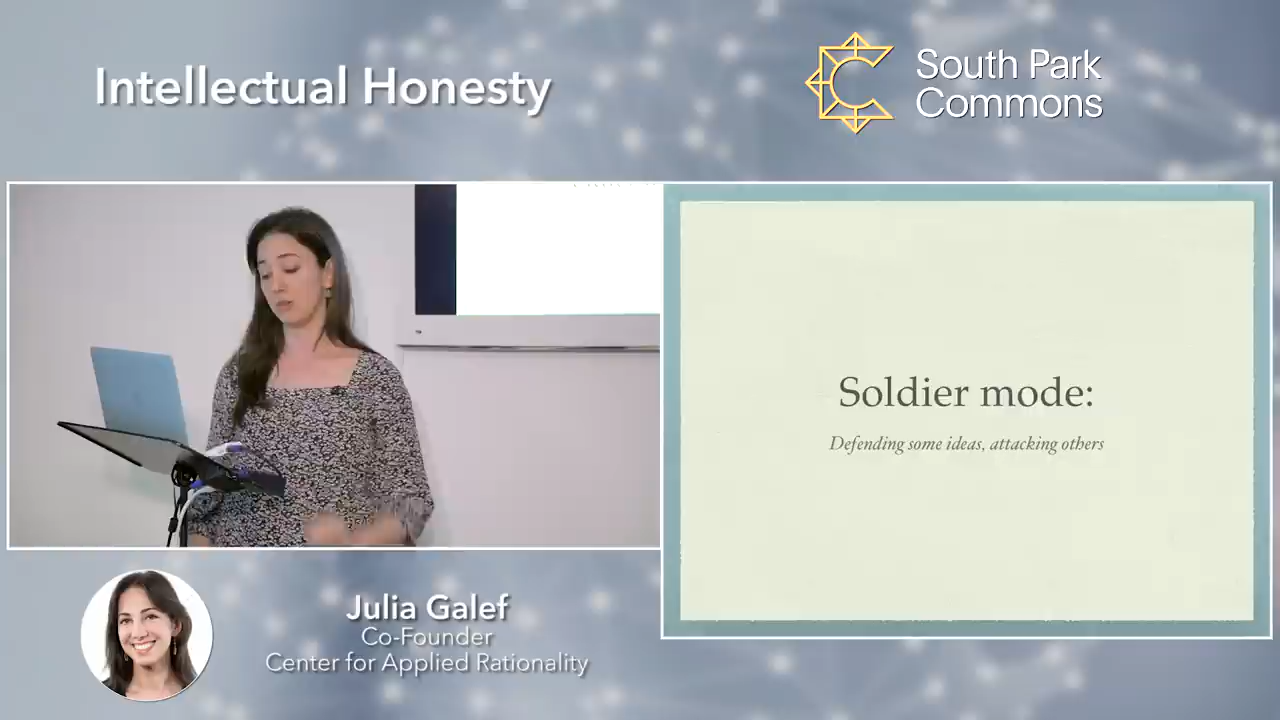 Intellectual Honesty
South Park
Commons
Soldier mode:
Defending some ideas, attacking others
Julia Galef
Co-Founder
Center for Applied Rationality